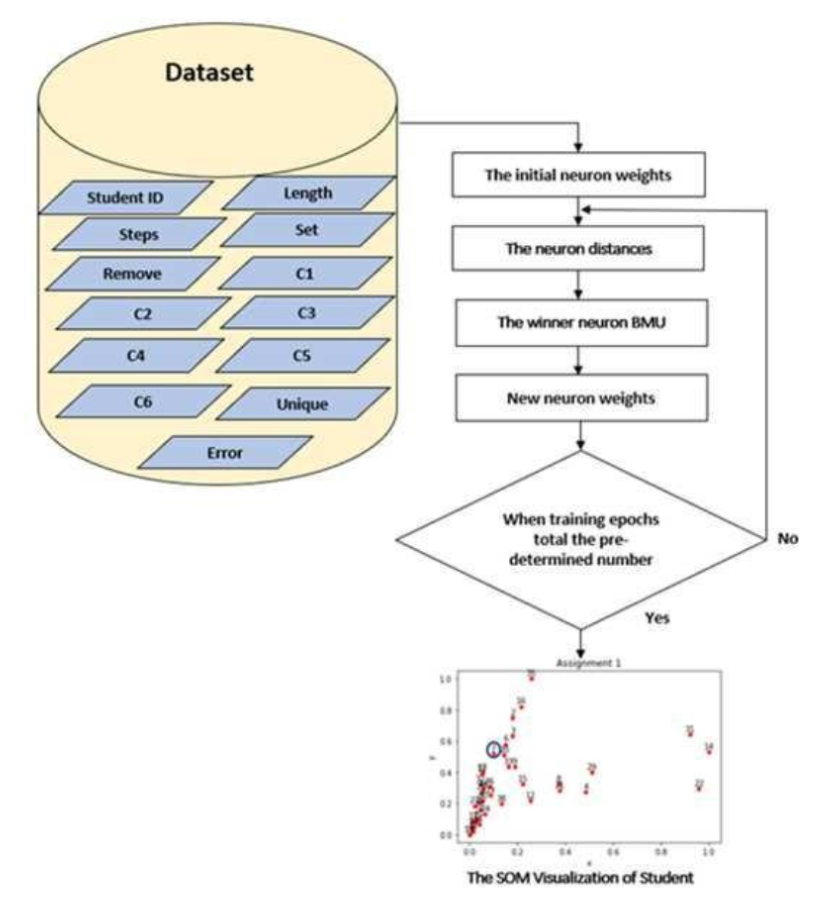 Dataset
Student ID
Length
Steps
Set
Remove
C1
C2
C3
C4
C5
C6
Unique
Error
The initial neuron weights
The neuron distances
The winner neuron BMU
New neuron weights
When training epochs
total the pre-
determined number
No
Yes
Assignment 1
1.0
0.8
0.6
0.4
0.2
0.0
y
0.0
0.2
0.4
0.6
0.8
1.0
x
The SOM Visualization of Student